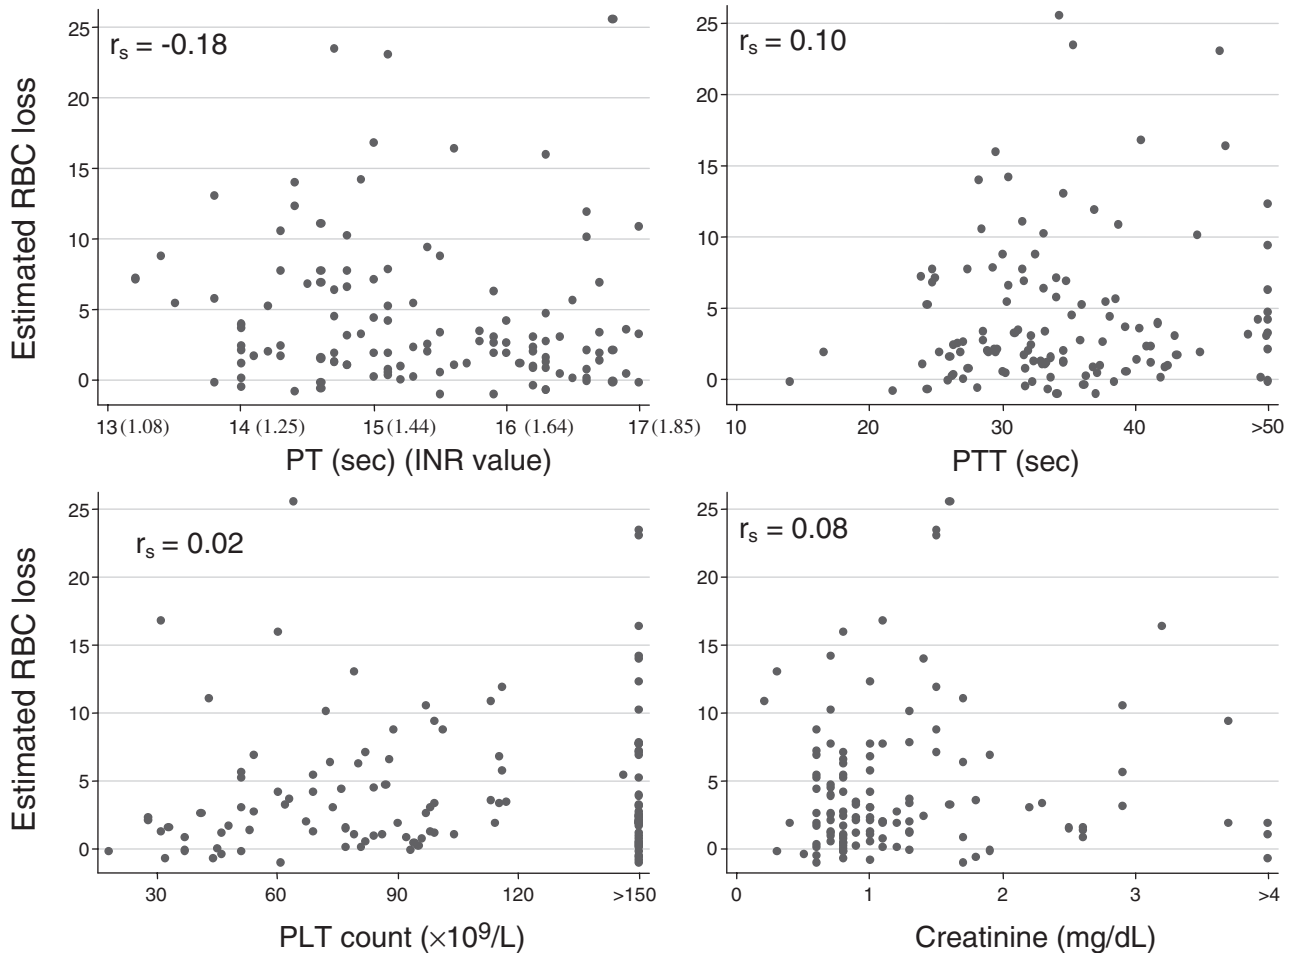 Estimated RBC loss
25
20
15
10
5
0
r_s = -0.18
13 (1.08) 14 (1.25) 15 (1.44) 16 (1.64) 17 (1.85)
PT (sec) (INR value)
25
20
15
10
5
0
r_s = 0.10
10 20 30 40 >50
PTT (sec)
Estimated RBC loss
25
20
15
10
5
0
r_s = 0.02
30 60 90 120 >150
PLT count (×10⁹/L)
25
20
15
10
5
0
r_s = 0.08
0 1 2 3 >4
Creatinine (mg/dL)